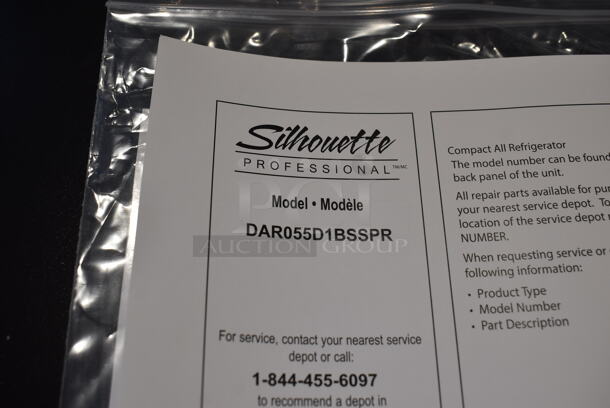 Silhouette
PROFESSIONAL TM/MC
Model • Modèle
DAR055D1BSSPR
PCI
AUCTION GROUP
For service, contact your nearest service
depot or call:
1-844-455-6097
to recommend a depot in
Compact All Refrigerator
The model number can be found
back panel of the unit.
All repair parts available for
your nearest service depot. To
location of the service depot
NUMBER.
When requesting service or
following information:
• Product Type
• Model Number
• Part Description